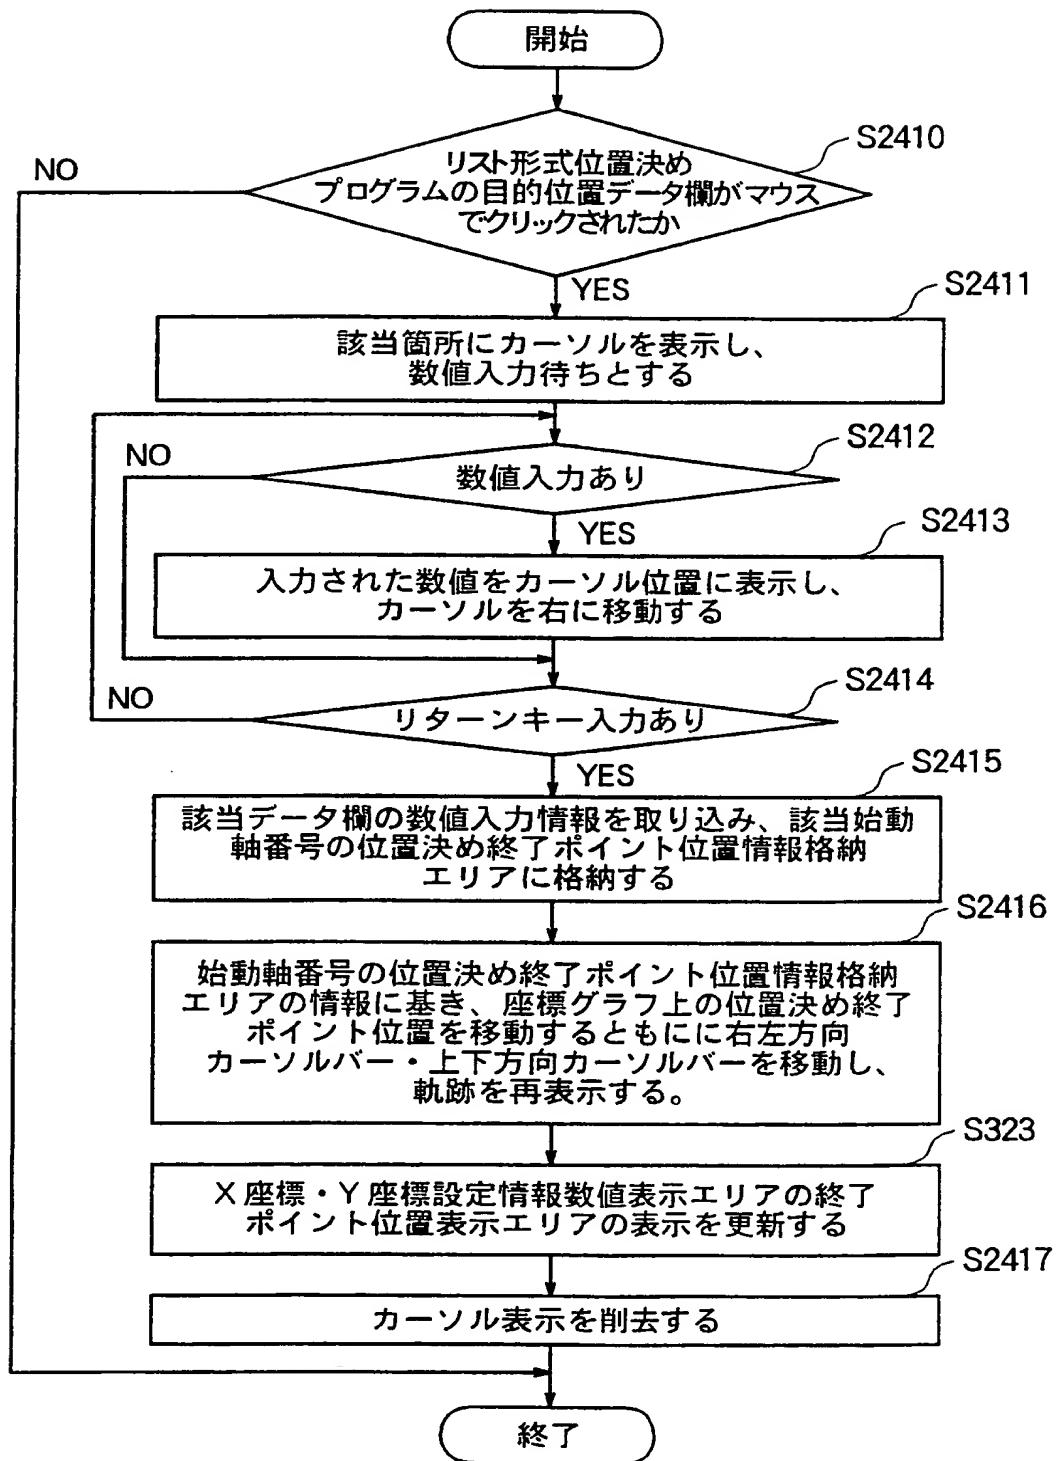 開始
S2410
NO
リスト形式位置決め
プログラムの目的位置データ欄がマウス
でクリックされたか
YES
S2411
該当箇所にカーソルを表示し、
数値入力待ちとする
S2412
NO
数値入力あり
YES
S2413
入力された数値をカーソル位置に表示し、
カーソルを右に移動する
S2414
NO
リターンキー入力あり
YES
S2415
該当データ欄の数値入力情報を取り込み、該当始動
軸番号の位置決め終了ポイント位置情報格納
エリアに格納する
S2416
始動軸番号の位置決め終了ポイント位置情報格納
エリアの情報に基き、座標グラフ上の位置決め終了
ポイント位置を移動するともにに右左方向
カーソルバー・上下方向カーソルバーを移動し、
軌跡を再表示する。
S323
X座標・Y座標設定情報数値表示エリアの終了
ポイント位置表示エリアの表示を更新する
S2417
カーソル表示を削去する
終了